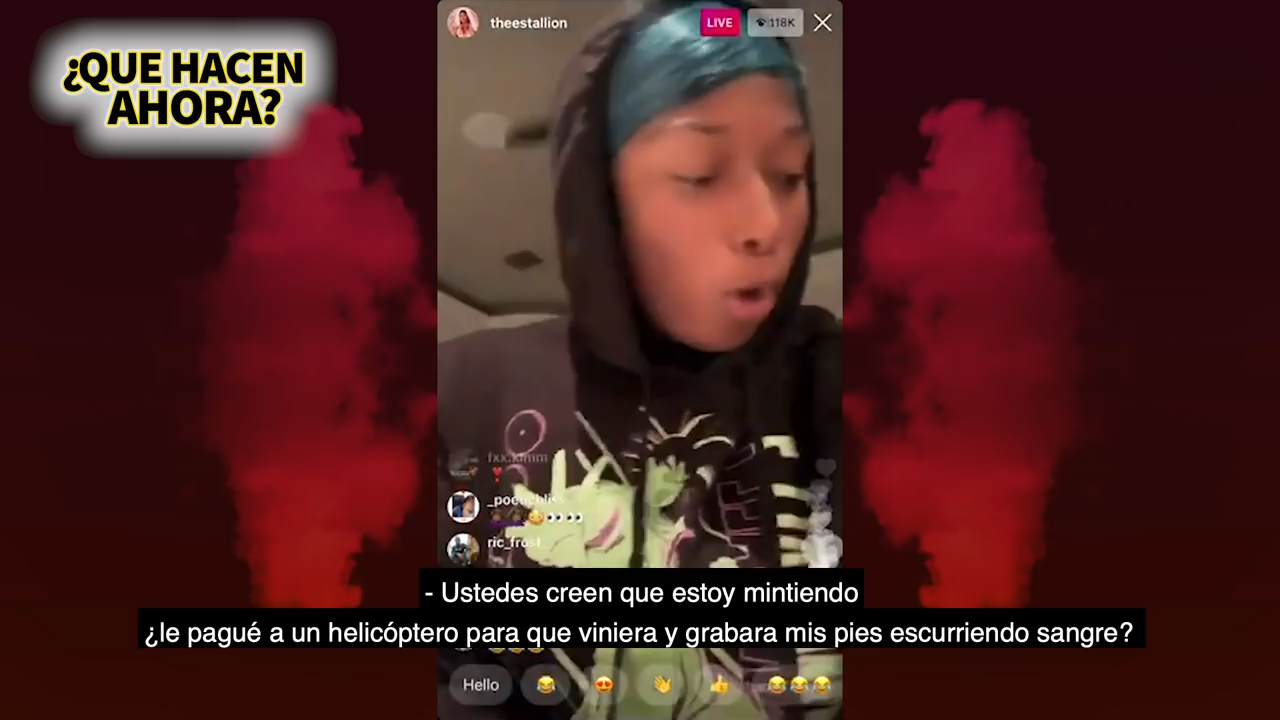 theestallion
LIVE
118K
¿QUE HACEN
AHORA?
ric_frost
- Ustedes creen que estoy mintiendo
¿le pagué a un helicóptero para que viniera y grabara mis pies escurriendo sangre?
Hello